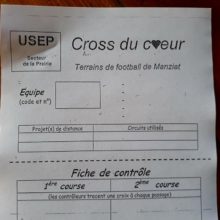 USEP
Secteur
de la Prairie
Cross du cœur
Terrains de football de Manziat
Equipe
(code et n°)
Projet(s) de distance
Circuits utilisés
Fiche de contrôle
1ère course
2ème course
(les contrôleurs tracent une croix à chaque passage)